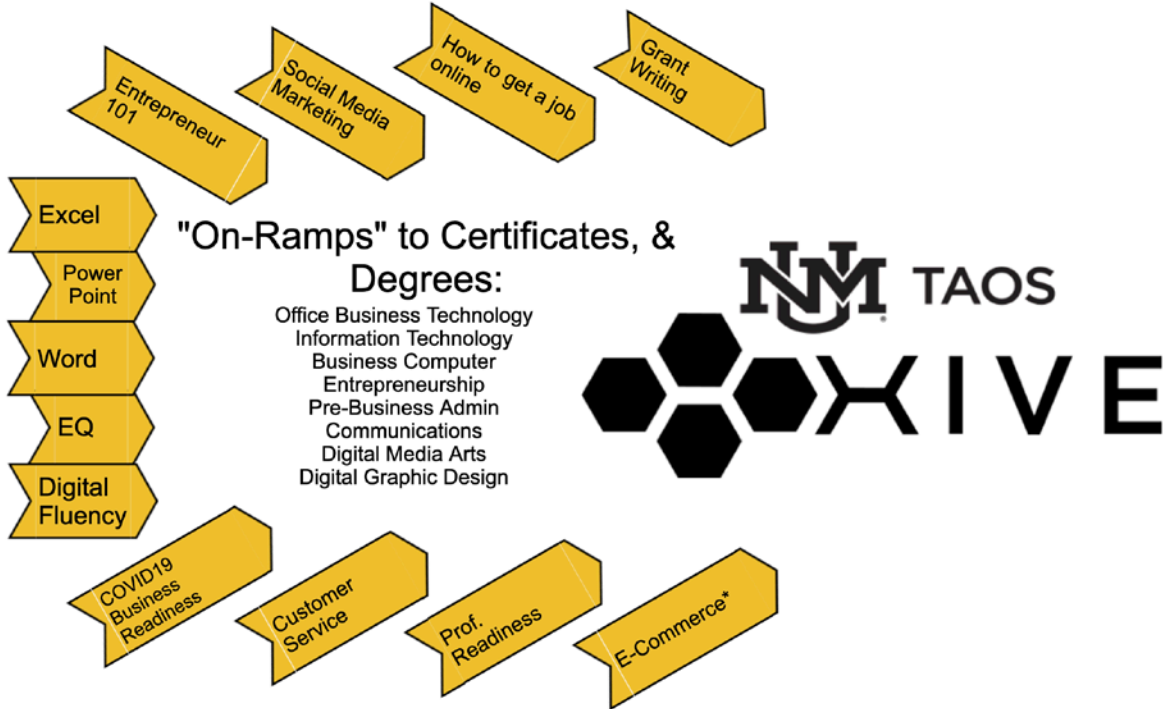 Entrepreneur
101
Social Media
Marketing
How to get a job
online
Grant
Writing
Excel
Power
Point
Word
EQ
Digital
Fluency
"On-Ramps" to Certificates, &
Degrees:
Office Business Technology
Information Technology
Business Computer
Entrepreneurship
Pre-Business Admin
Communications
Digital Media Arts
Digital Graphic Design
UNM TAOS
HIVE
COVID19
Business
Readiness
Customer
Service
Prof.
Readiness
E-Commerce*